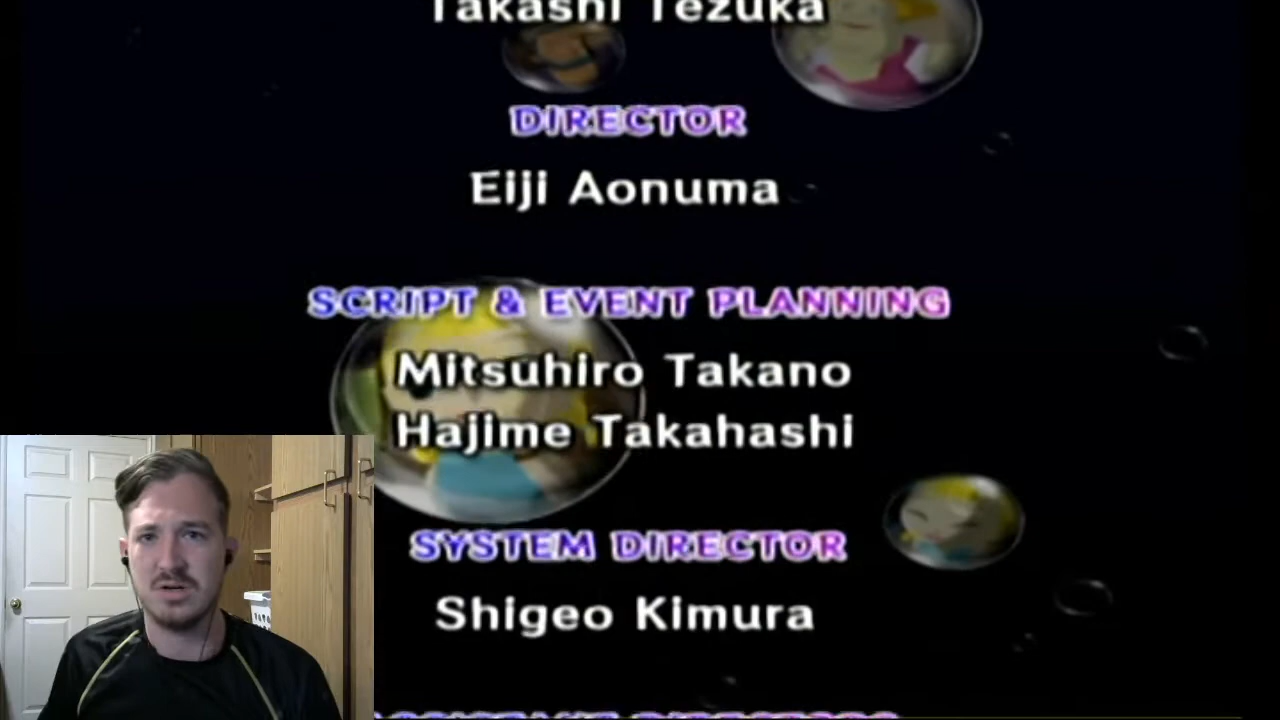 Takashi Tezuka
DIRECTOR
Eiji Aonuma
SCRIPT & EVENT PLANNING
Mitsuhiro Takano
Hajime Takahashi
SYSTEM DIRECTOR
Shigeo Kimura